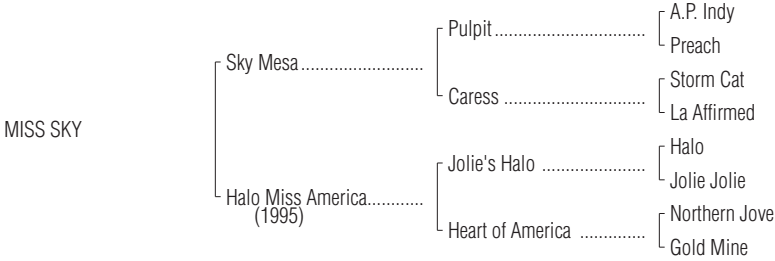 A.P. Indy
Pulpit..............................
Preach
Sky Mesa.........................
Storm Cat
Caress ............................
La Affirmed
MISS SKY
Halo
Jolie's Halo .....................
Jolie Jolie
Halo Miss America............
(1995)
Northern Jove
Heart of America ..............
Gold Mine